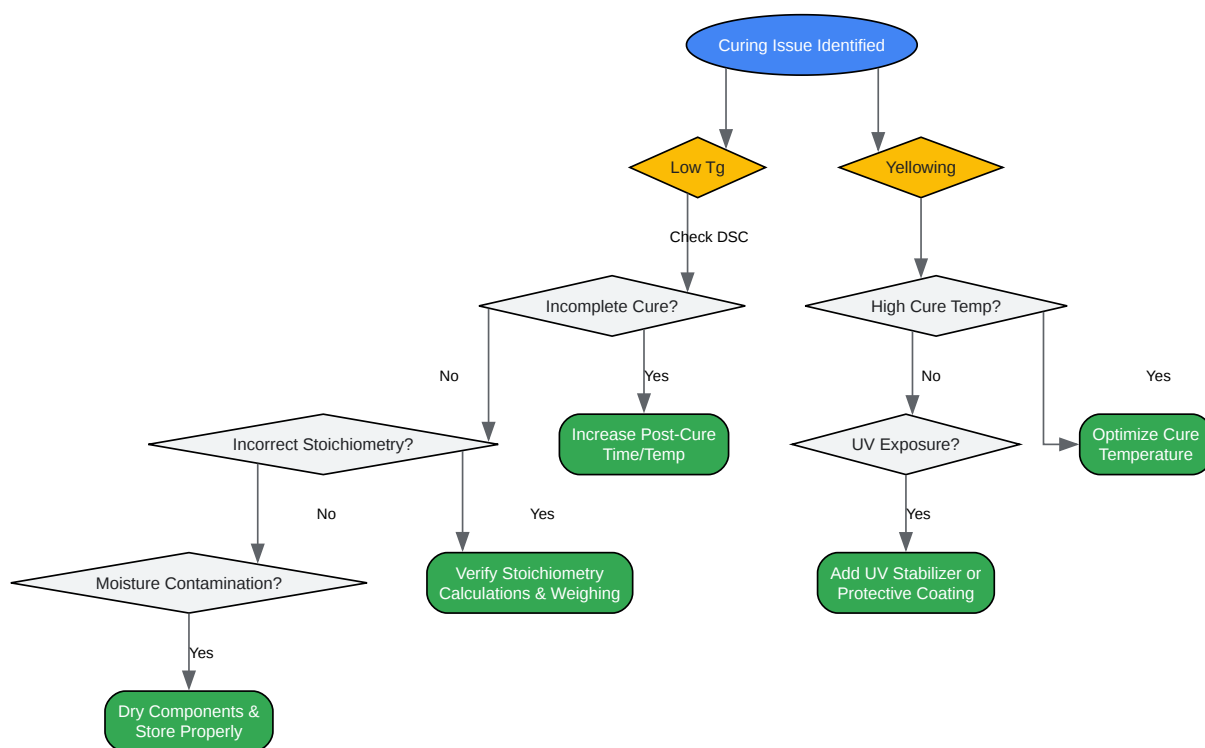 Curing Issue Identified
Low Tg
Yellowing
Check DSC
Incomplete Cure?
High Cure Temp?
No
Yes
No
Yes
Incorrect Stoichiometry?
Increase Post-Cure
Time/Temp
UV Exposure?
Optimize Cure
Temperature
No
Yes
Yes
Moisture Contamination?
Verify Stoichiometry
Calculations & Weighing
Add UV Stabilizer or
Protective Coating
Yes
Dry Components &
Store Properly